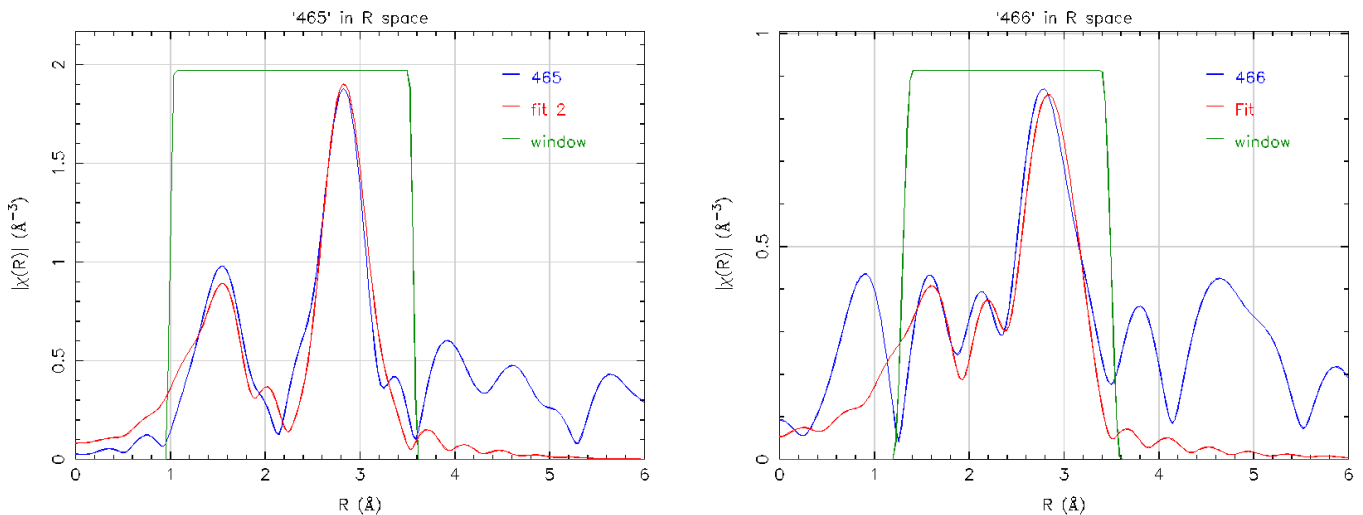 '465' in R space
2
1.5
1
0.5
0
|χ(R)| (Å⁻³)
465
fit 2
window
0 1 2 3 4 5 6
R (Å)
'466' in R space
1
0.5
0
|χ(R)| (Å⁻³)
466
Fit
window
0 1 2 3 4 5 6
R (Å)